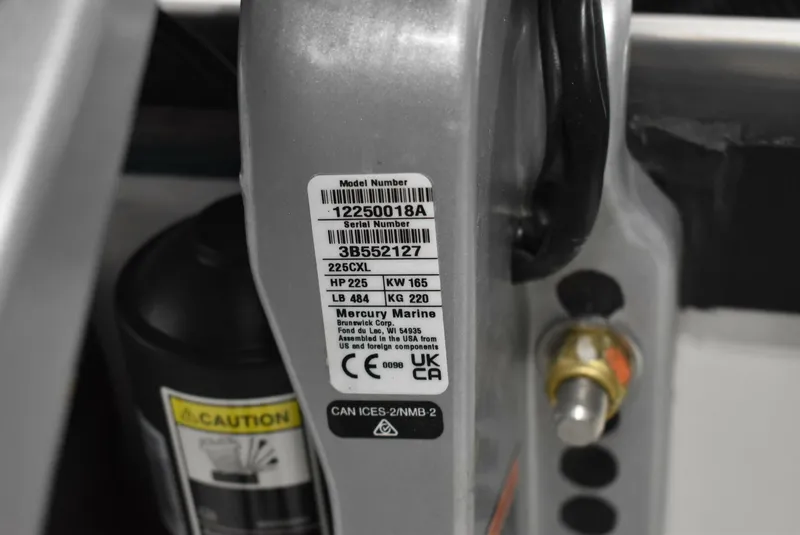 Model Number
12250018A
Serial Number
3B552127
225CXL
HP 225 KW 165
LB 484 KG 220
Mercury Marine
Brunswick Corp.
Fond du Lac, WI 54935
Assembled in the USA from
US and foreign components
CE 0098 UK
CA
CAN ICES-2/NMB-2
CAUTION